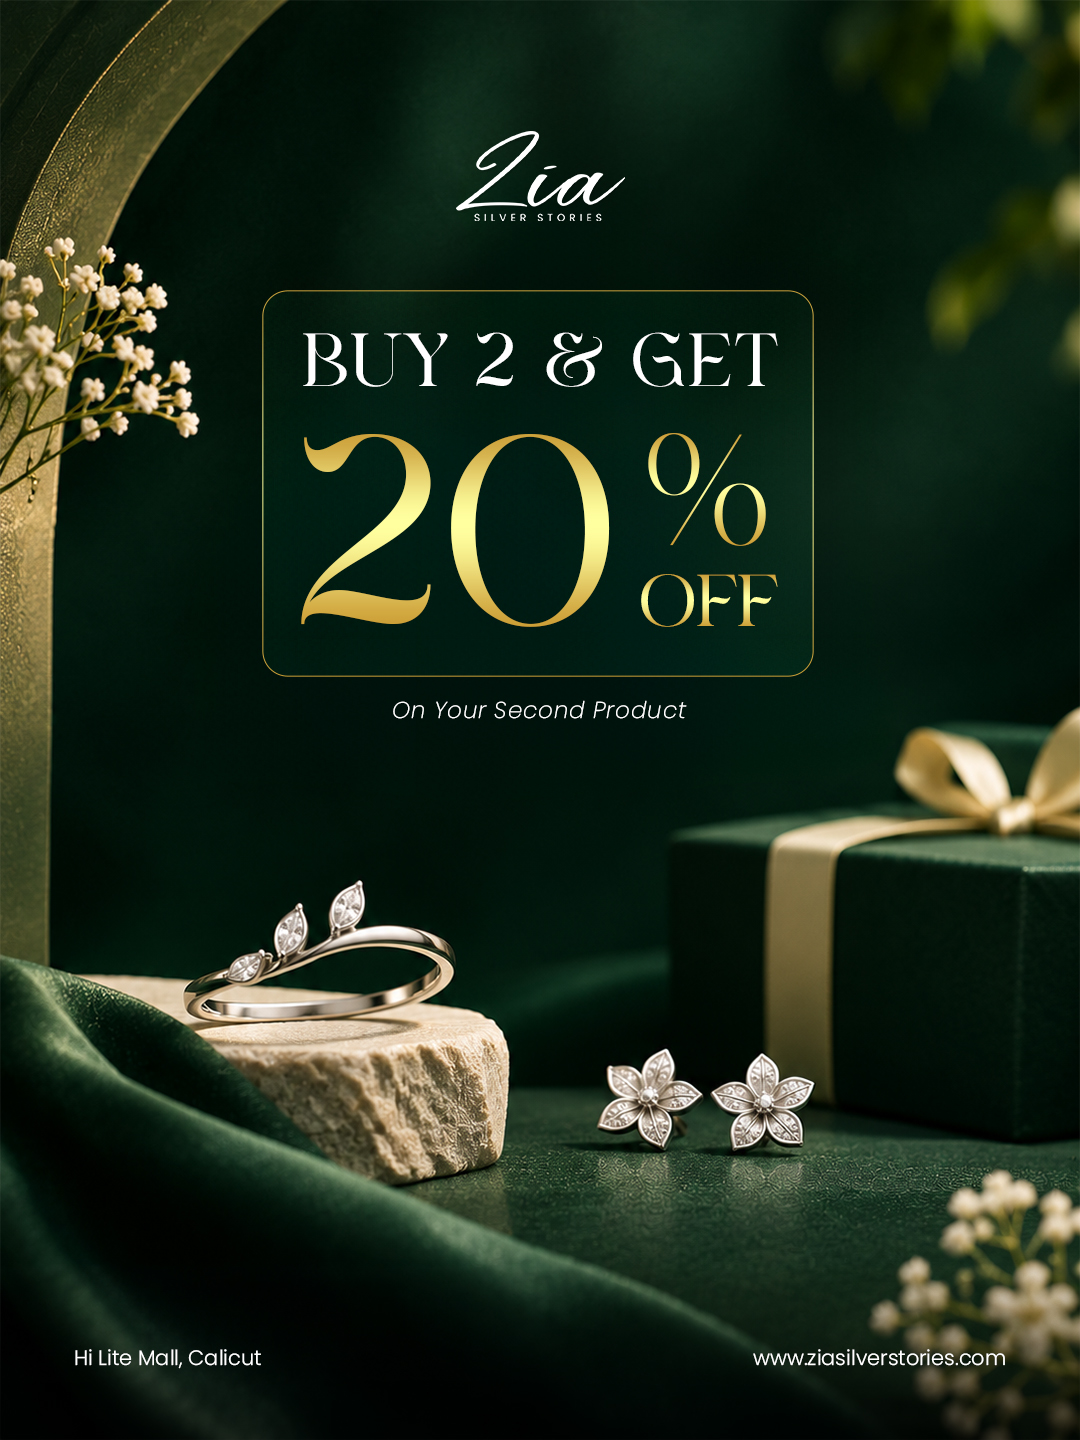 Zia
SILVER STORIES
BUY 2 & GET
20%
OFF
On Your Second Product
Hi Lite Mall, Calicut
www.ziasilverstories.com